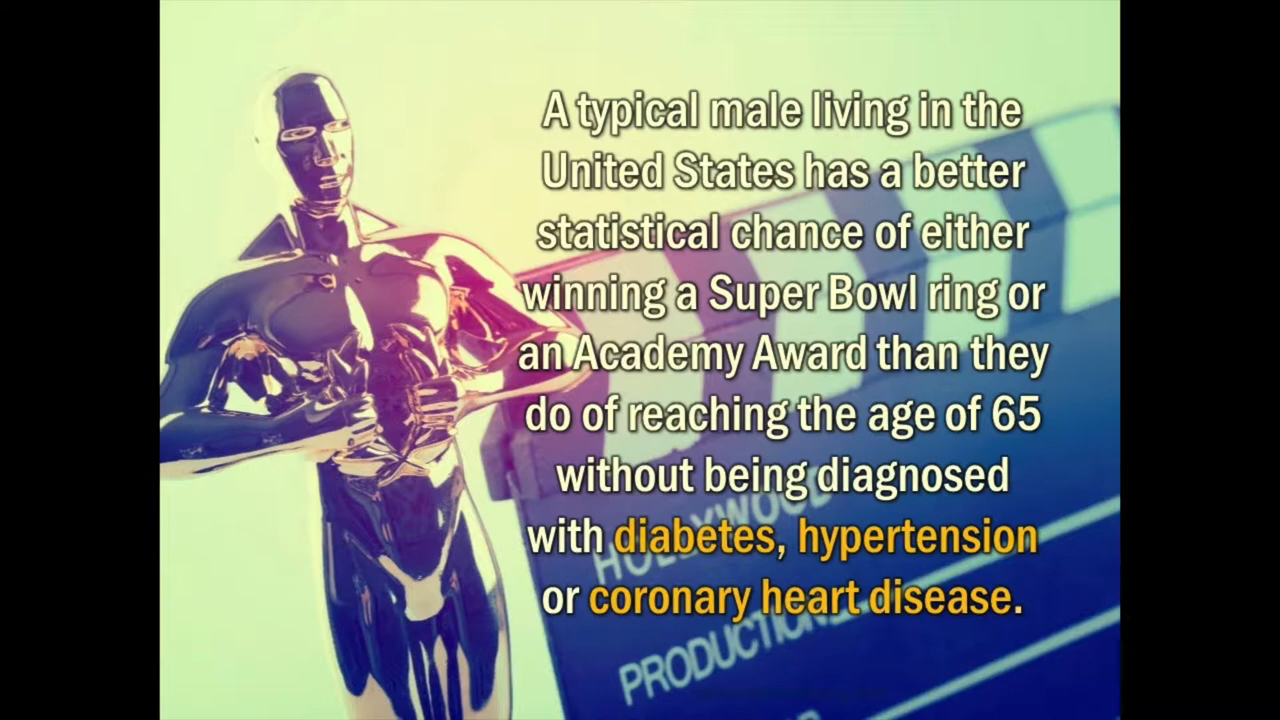 A typical male living in the
United States has a better
statistical chance of either
winning a Super Bowl ring or
an Academy Award than they
do of reaching the age of 65
without being diagnosed
with diabetes, hypertension
or coronary heart disease.
HOLLYWOOD
PRODUCTION